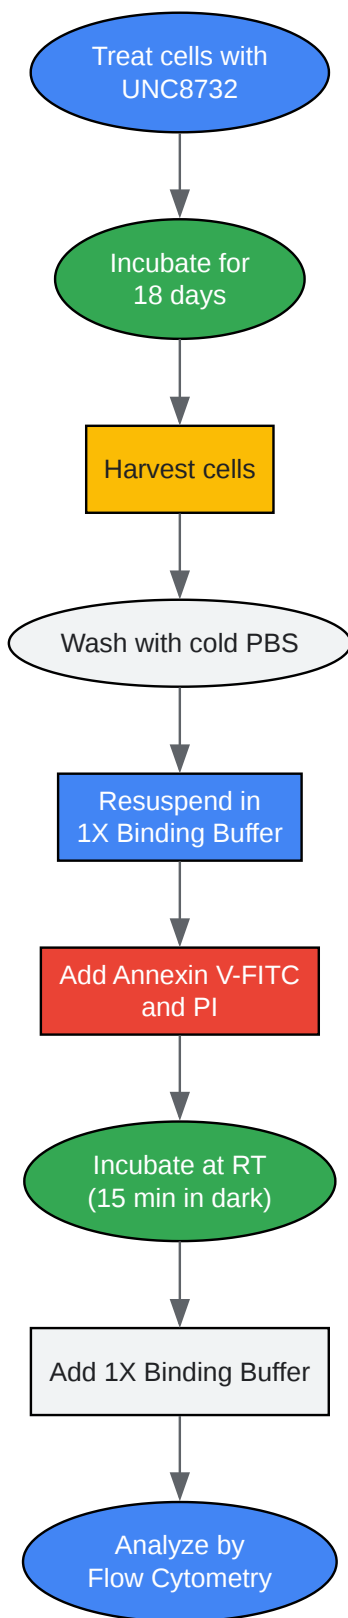 Treat cells with
UNC8732
Incubate for
18 days
Harvest cells
Wash with cold PBS
Resuspend in
1X Binding Buffer
Add Annexin V-FITC
and PI
Incubate at RT
(15 min in dark)
Add 1X Binding Buffer
Analyze by
Flow Cytometry